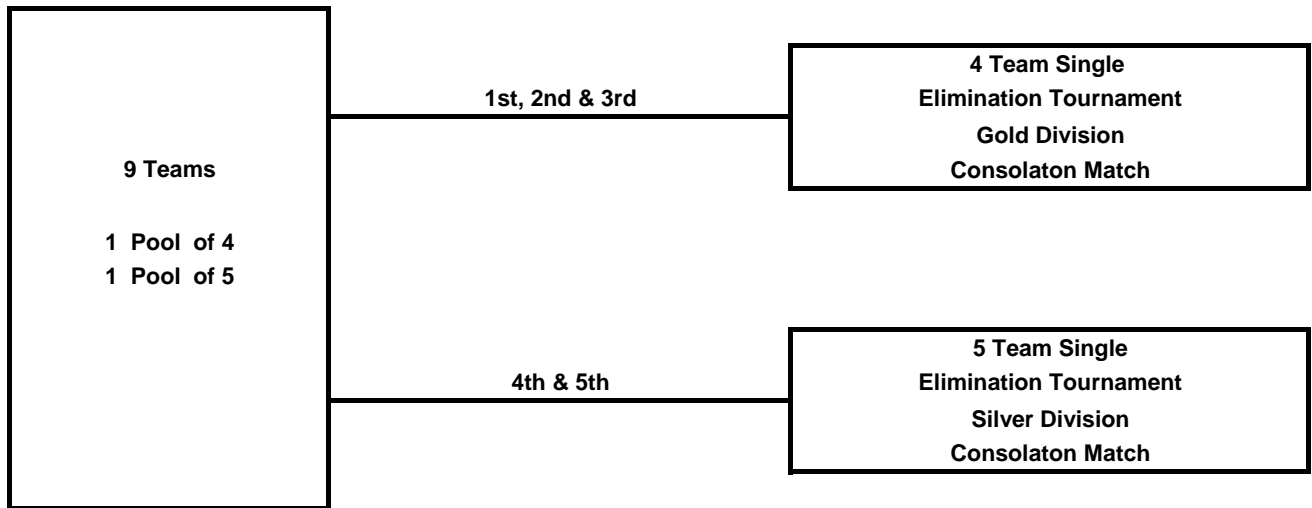 9 Teams
1 Pool of 4
1 Pool of 5
1st, 2nd & 3rd
4 Team Single
Elimination Tournament
Gold Division
Consolaton Match
4th & 5th
5 Team Single
Elimination Tournament
Silver Division
Consolaton Match